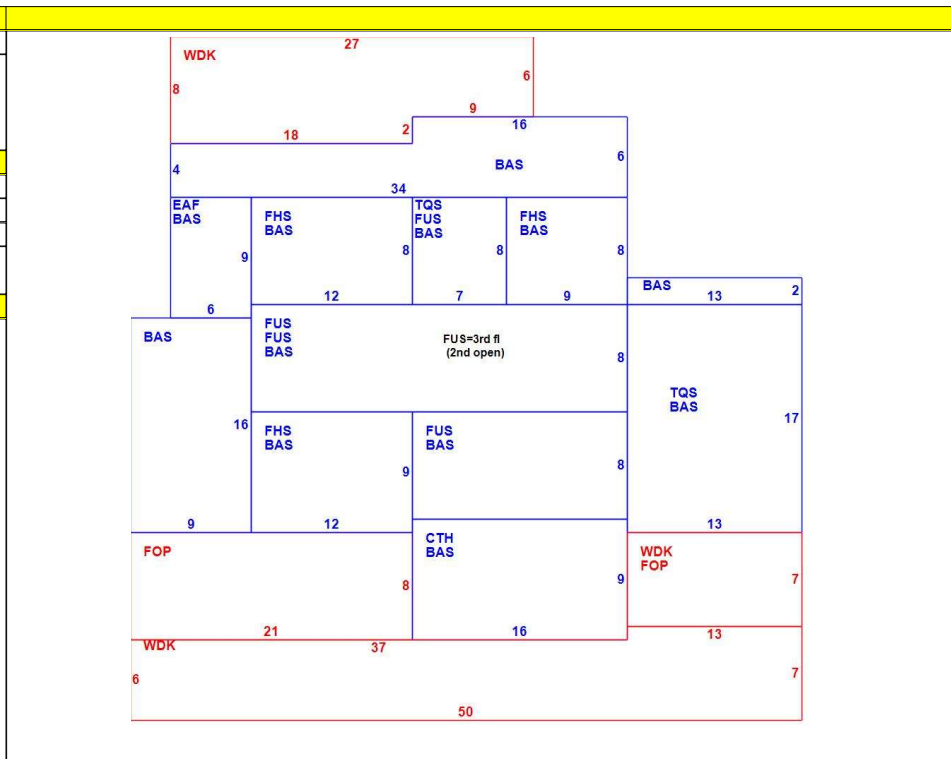 27
WDK
6
8
9
16
2
18
6
BAS
4
34
EAF
BAS
FHS
BAS
TQS
FUS
BAS
FHS
BAS
9
8
8
8
BAS
13
2
12
7
9
6
BAS
FUS
FUS
BAS
FUS=3rd fl
(2nd open)
8
TQS
BAS
16
17
FHS
BAS
FUS
BAS
9
8
9
12
13
FOP
CTH
BAS
WDK
FOP
8
9
7
21
16
13
WDK
37
6
7
50